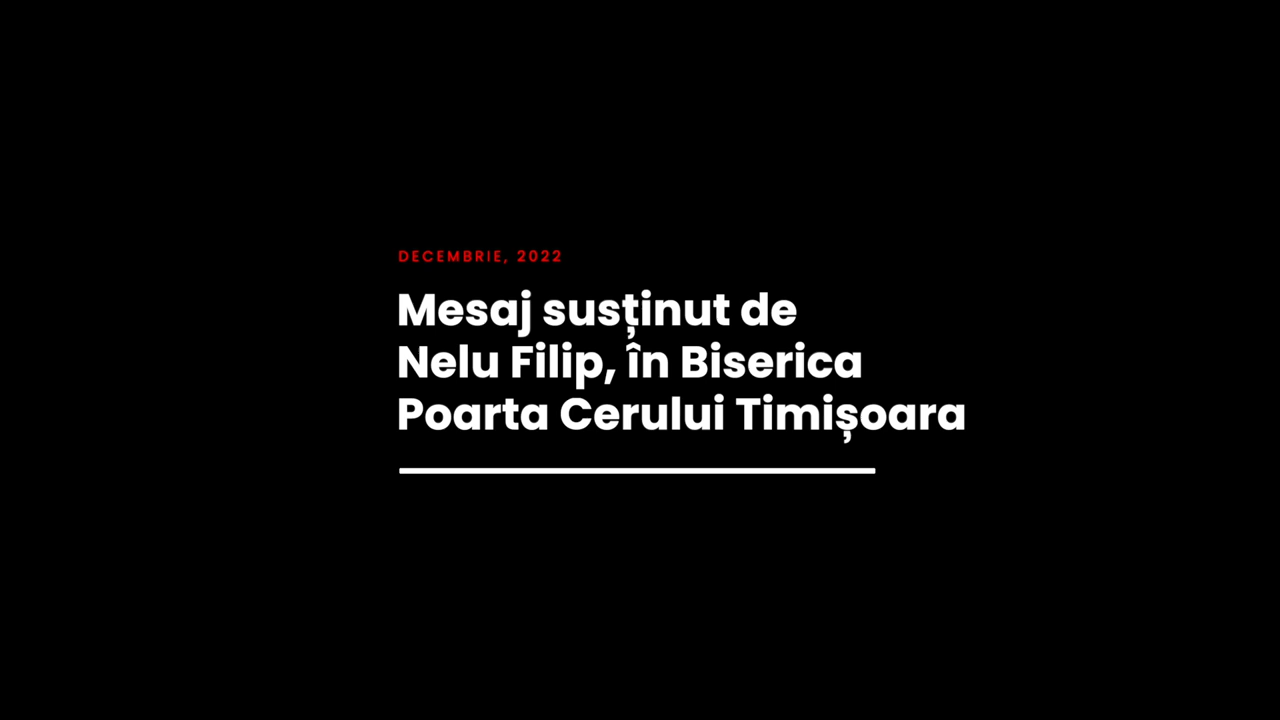 DECEMBRIE, 2022
Mesaj susținut de
Nelu Filip, în Biserica
Poarta Cerului Timișoara